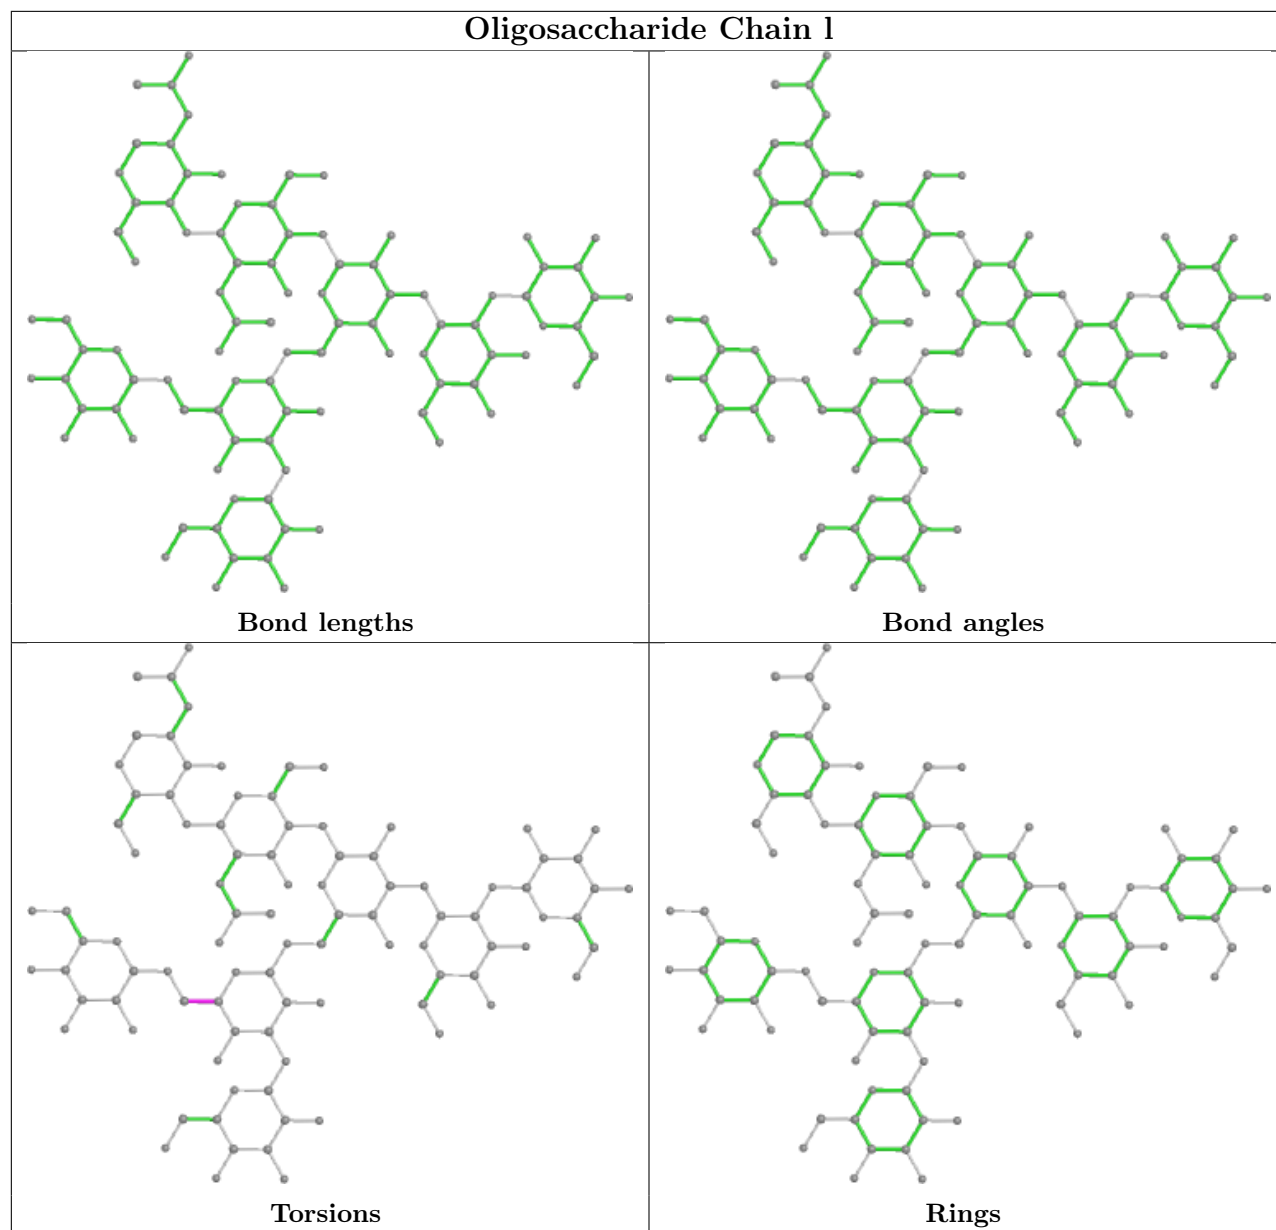 Oligosaccharide Chain l
Bond lengths
Bond angles
Torsions
Rings